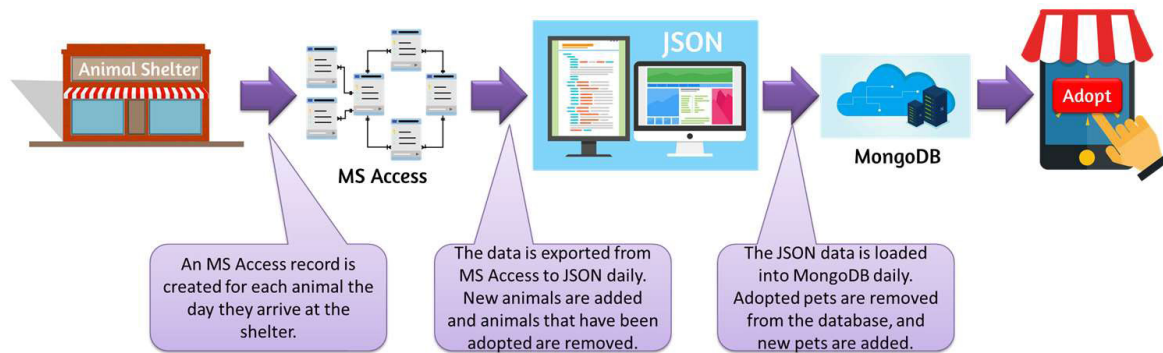 Animal Shelter
MS Access
JSON
MongoDB
Adopt
An MS Access record is
created for each animal the
day they arrive at the
shelter.
The data is exported from
MS Access to JSON daily.
New animals are added
and animals that have been
adopted are removed.
The JSON data is loaded
into MongoDB daily.
Adopted pets are removed
from the database, and
new pets are added.